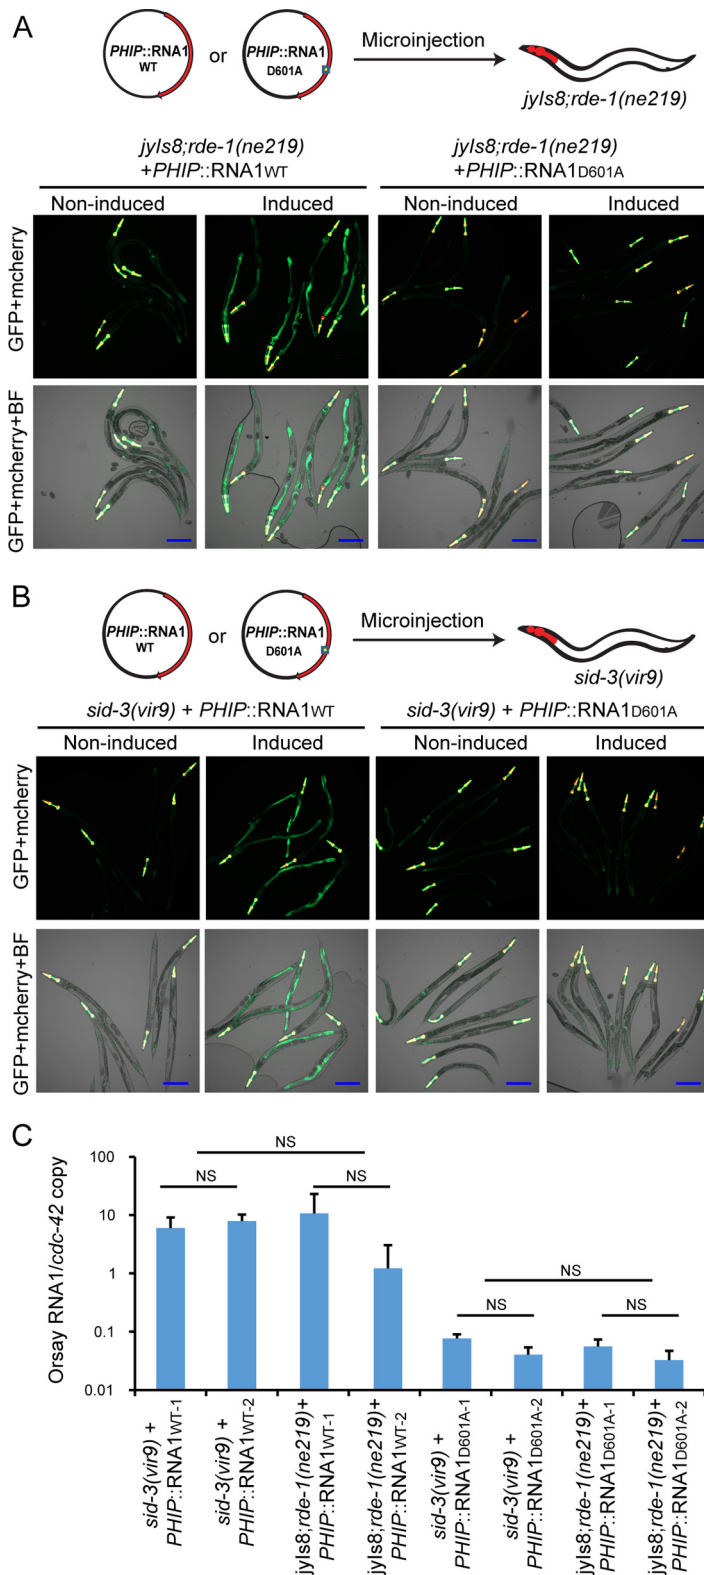 A
PHIP::RNA1
WT
or
PHIP::RNA1
D601A
Microinjection
jyIs8;rde-1(ne219)
jyIs8;rde-1(ne219)
+PHIP::RNA1WT
jyIs8;rde-1(ne219)
+PHIP::RNA1D601A
Non-induced
Induced
Non-induced
Induced
GFP+mcherry
GFP+mcherry+BF
B
PHIP::RNA1
WT
or
PHIP::RNA1
D601A
Microinjection
sid-3(vir9)
sid-3(vir9) + PHIP::RNA1WT
sid-3(vir9) + PHIP::RNA1D601A
Non-induced
Induced
Non-induced
Induced
GFP+mcherry
GFP+mcherry+BF
C
Orsay RNA1/cdc-42 copy
100
10
1
0.1
0.01
NS
NS
NS
NS
NS
NS
sid-3(vir9) +
PHIP::RNA1WT-1
sid-3(vir9) +
PHIP::RNA1WT-2
jyIs8;rde-1(ne219)+
PHIP::RNA1WT-1
jyIs8;rde-1(ne219)+
PHIP::RNA1WT-2
sid-3(vir9) +
PHIP::RNA1D601A-1
sid-3(vir9) +
PHIP::RNA1D601A-2
jyIs8;rde-1(ne219)+
PHIP::RNA1D601A-1
jyIs8;rde-1(ne219)+
PHIP::RNA1D601A-2